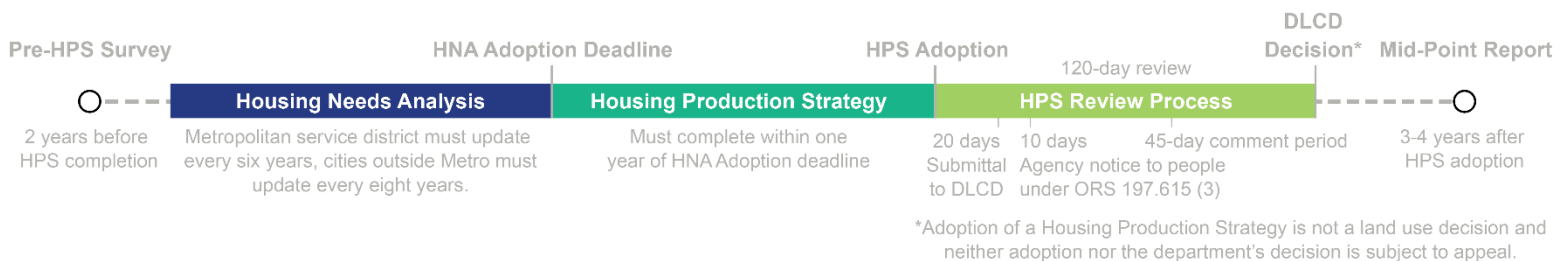 Pre-HPS Survey
2 years before
HPS completion
Housing Needs Analysis
Metropolitan service district must update
every six years, cities outside Metro must
update every eight years.
HNA Adoption Deadline
Housing Production Strategy
Must complete within one
year of HNA Adoption deadline
HPS Adoption
120-day review
HPS Review Process
20 days
Submittal
to DLCD
10 days
Agency notice to people
under ORS 197.615 (3)
45-day comment period
DLCD
Decision*
Mid-Point Report
3-4 years after
HPS adoption
*Adoption of a Housing Production Strategy is not a land use decision and
neither adoption nor the department’s decision is subject to appeal.